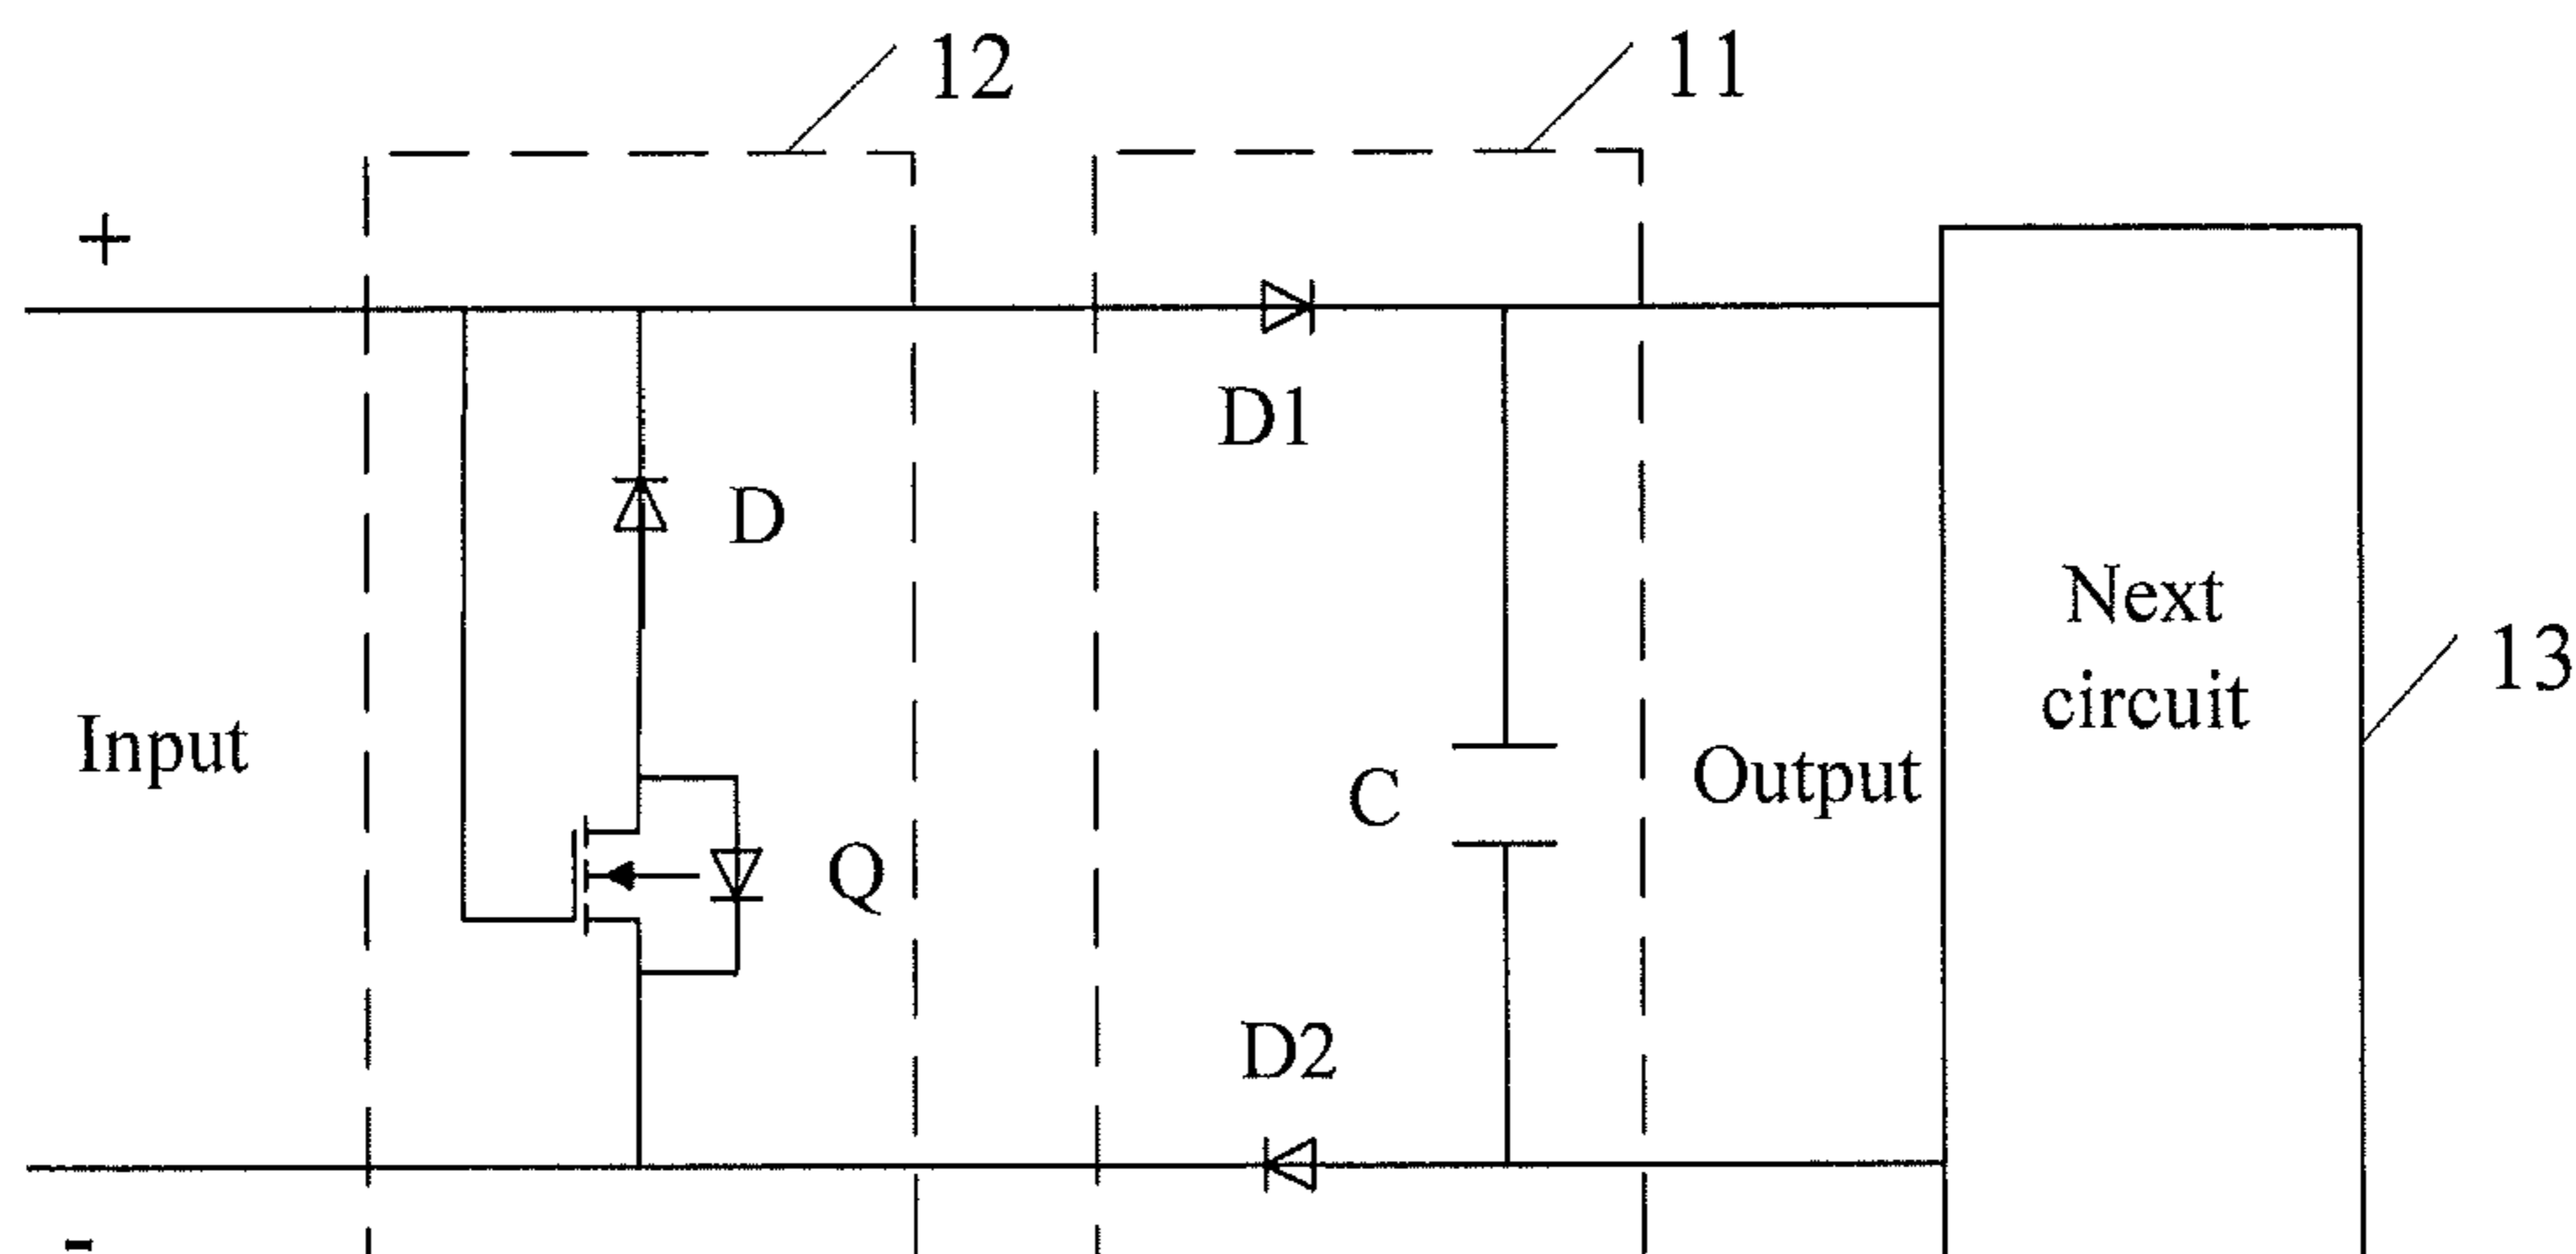 12
11
+
D1
D
Next
circuit
13
Input
Output
C
Q
D2
-